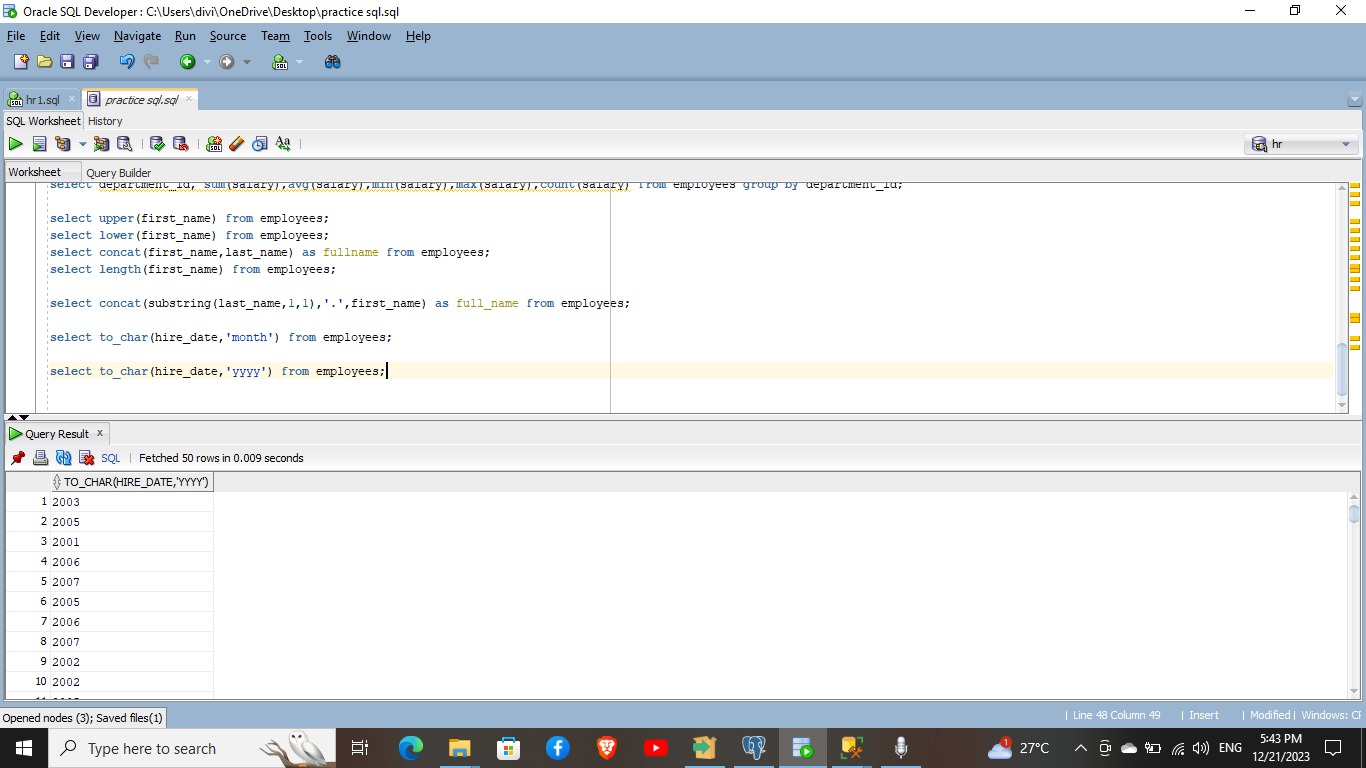 Oracle SQL Developer : C:\Users\divi\OneDrive\Desktop\practice sql.sql
File Edit View Navigate Run Source Team Tools Window Help
hr1.sql practice sql.sql
SQL Worksheet History
hr
Worksheet Query Builder
select department_id, sum(salary),avg(salary),min(salary),max(salary),count(salary) from employees group by department_id;
select upper(first_name) from employees;
select lower(first_name) from employees;
select concat(first_name,last_name) as fullname from employees;
select length(first_name) from employees;
select concat(substring(last_name,1,1),'.',first_name) as full_name from employees;
select to_char(hire_date,'month') from employees;
select to_char(hire_date,'yyyy') from employees;
Query Result x
SQL | Fetched 50 rows in 0.009 seconds
TO_CHAR(HIRE_DATE,'YYYY')
1 2003
2 2005
3 2001
4 2006
5 2007
6 2005
7 2006
8 2007
9 2002
10 2002
Opened nodes (3); Saved files(1)
| Line 48 Column 49 | Insert | Modified | Windows: CF
Type here to search
1 27°C ENG 5:43 PM
12/21/2023